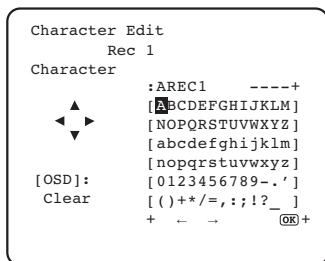 Character Edit
Rec 1
Character
:AREC1 ----+
[ABCDEFGHIJKLM]
[NOPQRSTUVWXYZ]
[abcdefghijklm]
[nopqrstuvwxyz]
[OSD]: [0123456789-.']
Clear [()+*/=,:;!?_ ]
+ ← → OK +